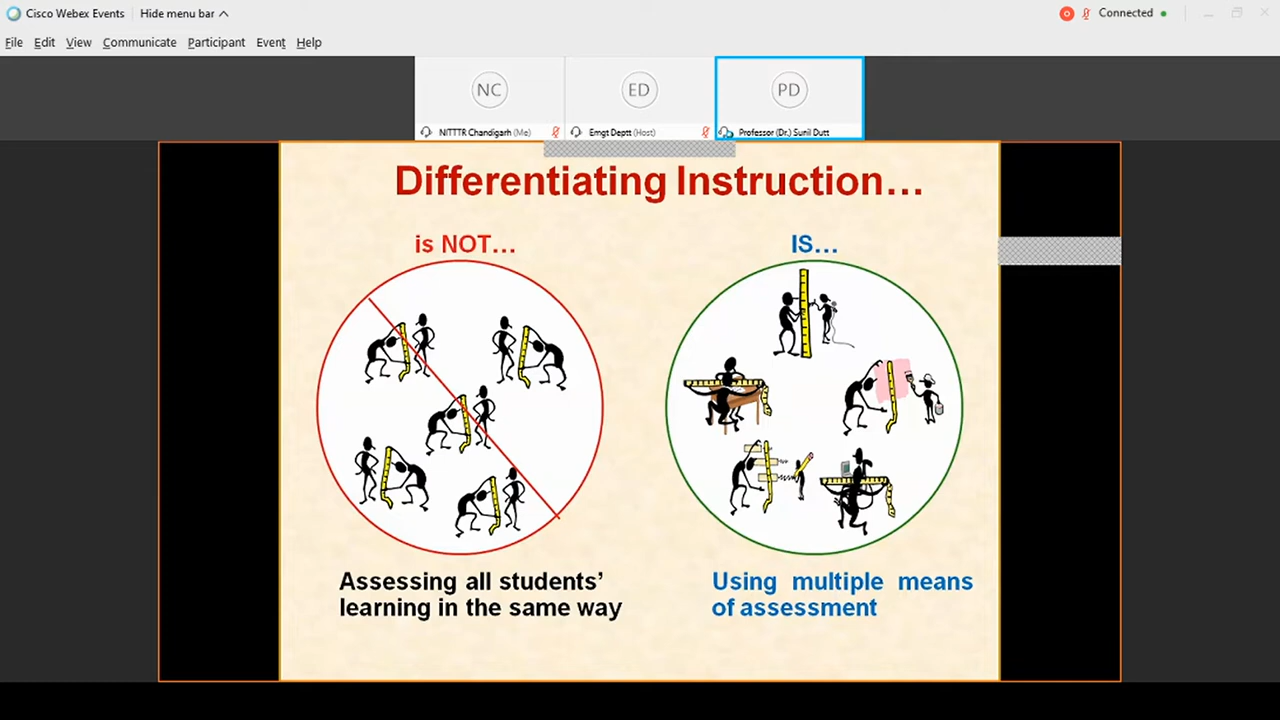 Cisco Webex Events Hide menu bar Connected
File Edit View Communicate Participant Event Help
NC ED PD
NITTTR Chandigarh (Me) Emgt Deptt (Host) Professor (Dr.) Sunil Dutt
Differentiating Instruction…
is NOT… IS…
Assessing all students’
learning in the same way
Using multiple means
of assessment